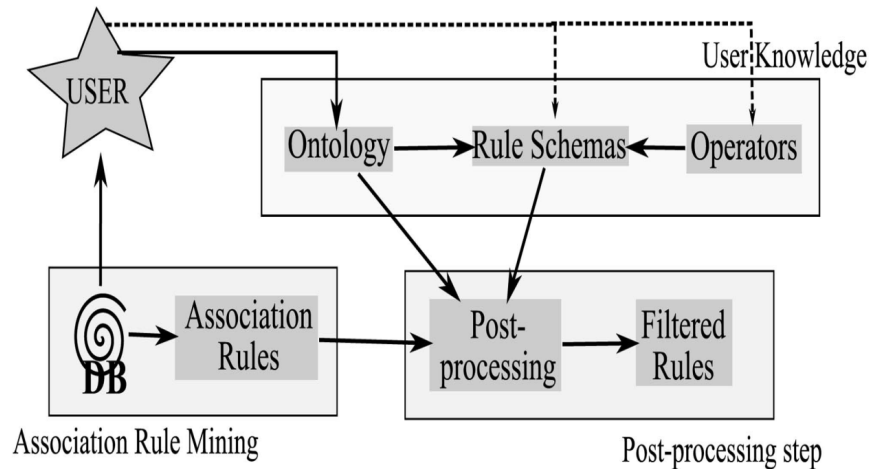 USER
User Knowledge
Ontology
Rule Schemas
Operators
DB
Association
Rules
Post-
processing
Filtered
Rules
Association Rule Mining
Post-processing step